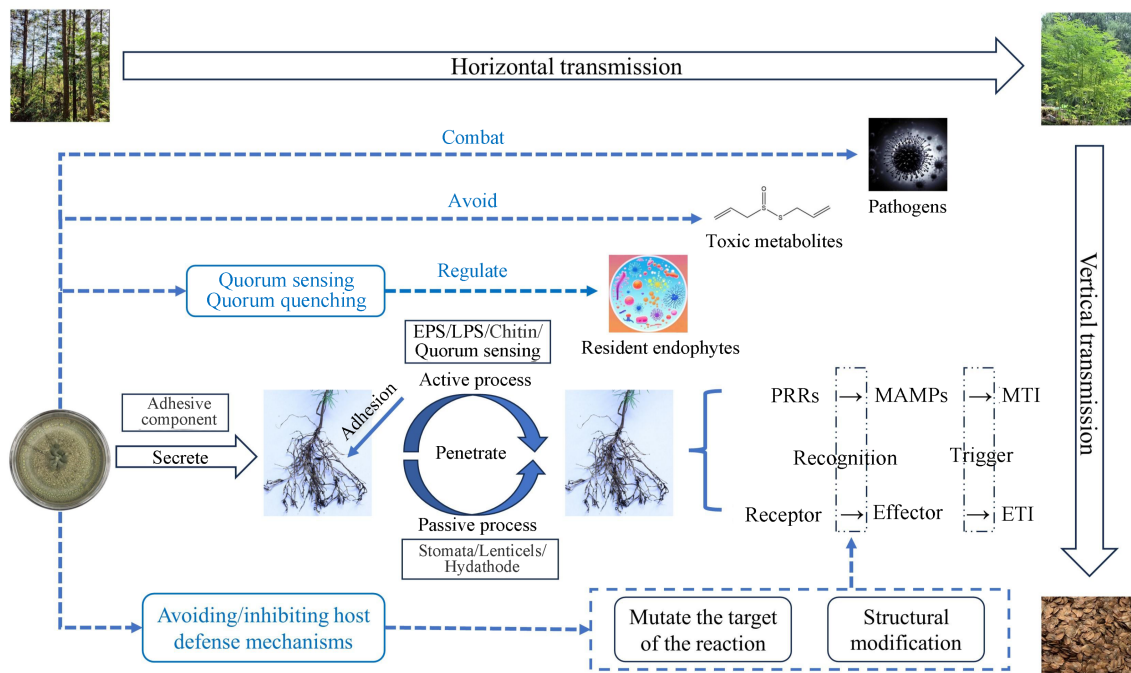 Horizontal transmission
Combat
Pathogens
Avoid
O
S
S
Toxic metabolites
Quorum sensing
Quorum quenching
Regulate
Resident endophytes
Vertical transmission
EPS/LPS/Chitin/
Quorum sensing
Active process
Adhesive
component
Secrete
Adhesion
Penetrate
Passive process
Stomata/Lenticels/
Hydathode
PRRs → MAMPs → MTI
Recognition Trigger
Receptor → Effector → ETI
Avoiding/inhibiting host
defense mechanisms
Mutate the target
of the reaction
Structural
modification